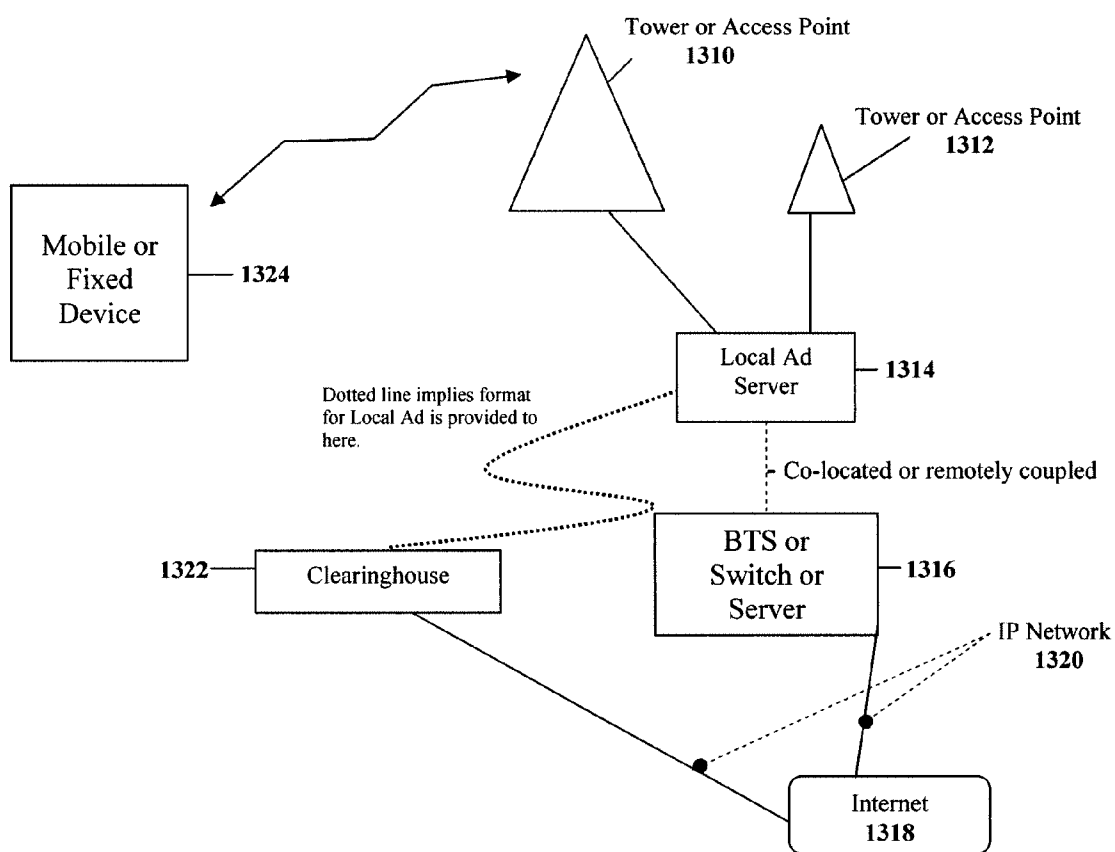 Tower or Access Point
1310
Tower or Access Point
1312
Mobile or
Fixed
Device
1324
Local Ad
Server
1314
Dotted line implies format
for Local Ad is provided to
here.
Co-located or remotely coupled
1322
Clearinghouse
BTS or
Switch or
Server
1316
IP Network
1320
Internet
1318